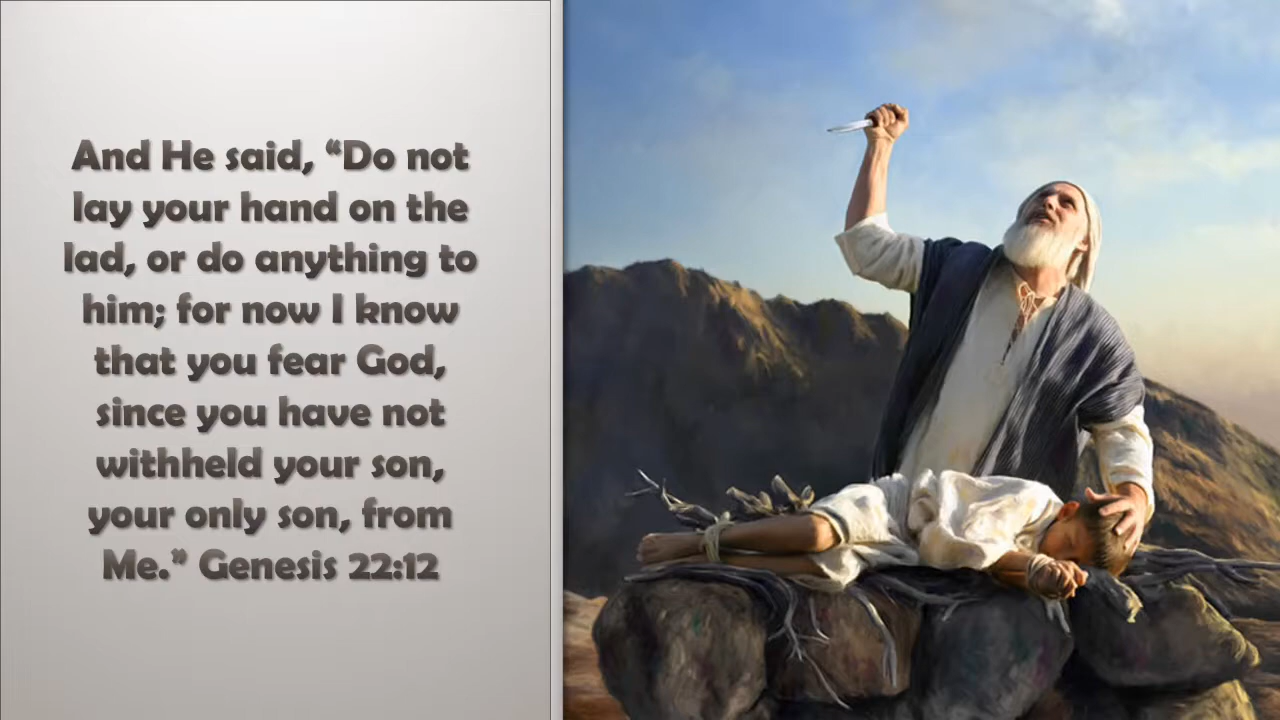 And He said, “Do not
lay your hand on the
lad, or do anything to
him; for now I know
that you fear God,
since you have not
withheld your son,
your only son, from
Me.” Genesis 22:12